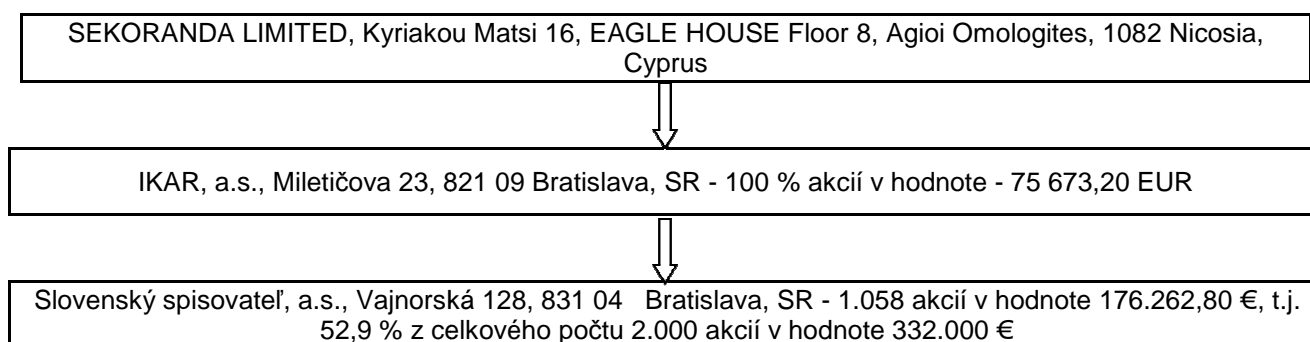 SEKORANDA LIMITED, Kyriakou Matsi 16, EAGLE HOUSE Floor 8, Agioi Omologites, 1082 Nicosia,
Cyprus
IKAR, a.s., Miletičova 23, 821 09 Bratislava, SR - 100 % akcií v hodnote - 75 673,20 EUR
Slovenský spisovateľ, a.s., Vajnorská 128, 831 04   Bratislava, SR - 1.058 akcií v hodnote 176.262,80 €, t.j.
52,9 % z celkového počtu 2.000 akcií v hodnote 332.000 €